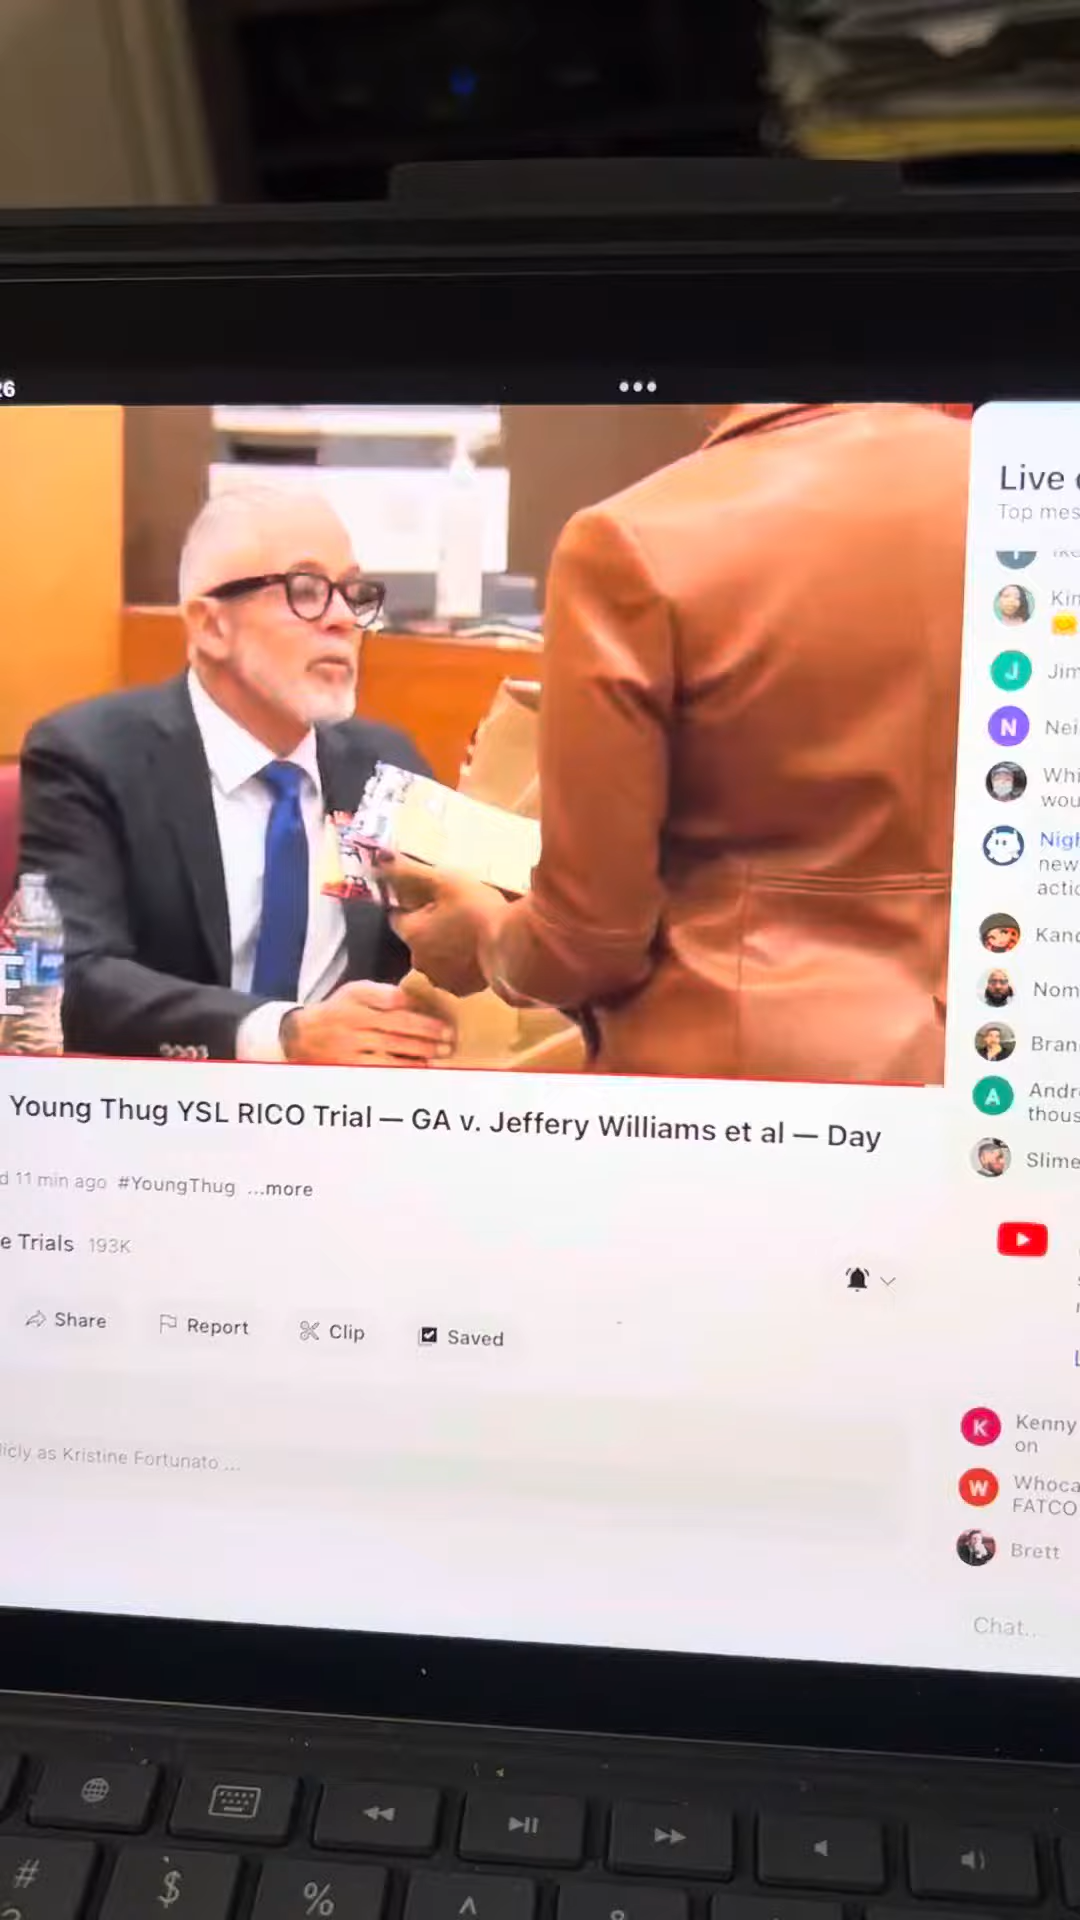 26
E
Young Thug YSL RICO Trial — GA v. Jeffery Williams et al — Day
d 11 min ago #YoungThug ...more
e Trials 193K
Share Report Clip Saved
licly as Kristine Fortunato ...
Live
Top mes
Kim
J Jim
N Nei
Whi
wou
Nigh
new
actio
Kand
Nom
Bran
A Andre
thous
Slime
K Kenny
on
W Whoca
FATCO
Brett
Chat...
#
$
%
^